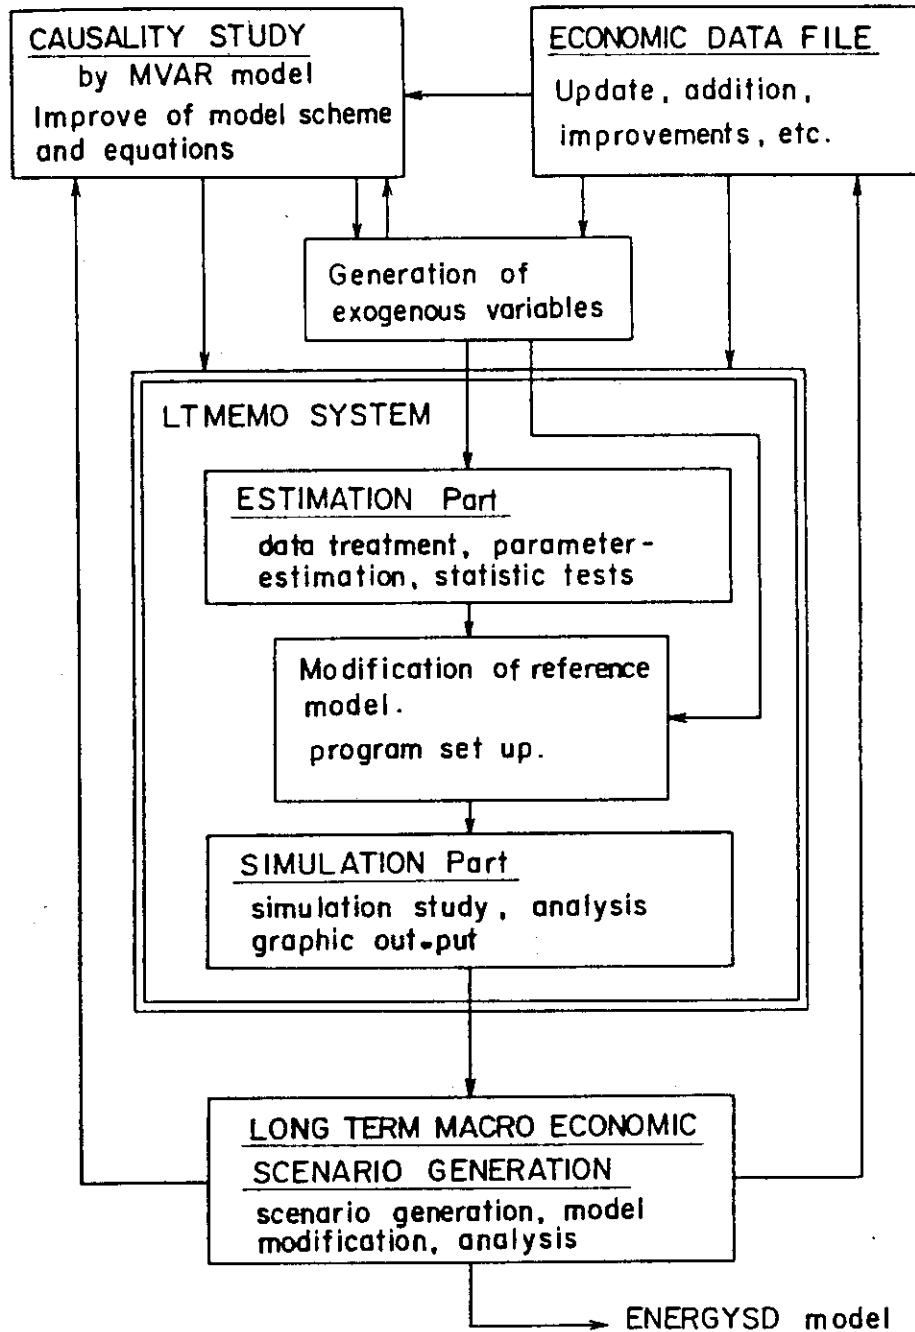 CAUSALITY STUDY
by MVAR model
Improve of model scheme
and equations
ECONOMIC DATA FILE
Update, addition,
improvements, etc.
Generation of
exogenous variables
LTMEMO SYSTEM
ESTIMATION Part
data treatment, parameter-
estimation, statistic tests
Modification of reference
model.
program set up.
SIMULATION Part
simulation study, analysis
graphic out-put
LONG TERM MACRO ECONOMIC
SCENARIO GENERATION
scenario generation, model
modification, analysis
ENERGYSD model